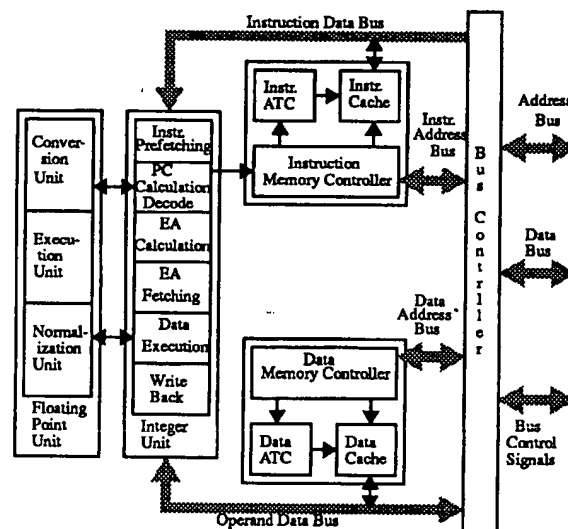 Instruction Data Bus
Conver-
sion
Unit
Execution
Unit
Normal-
ization
Unit
Floating
Point
Unit
Instr.
Prefetching
PC
Calculation
Decode
EA
Calculation
EA
Fetching
Data
Execution
Write
Back
Integer
Unit
Instr.
ATC
Instr.
Cache
Instruction
Memory Controller
Instr.
Address
Bus
Data
Address
Bus
Data
Memory Controller
Data
ATC
Data
Cache
Operand Data Bus
Bus Contrller
Address
Bus
Data
Bus
Bus
Control
Signals